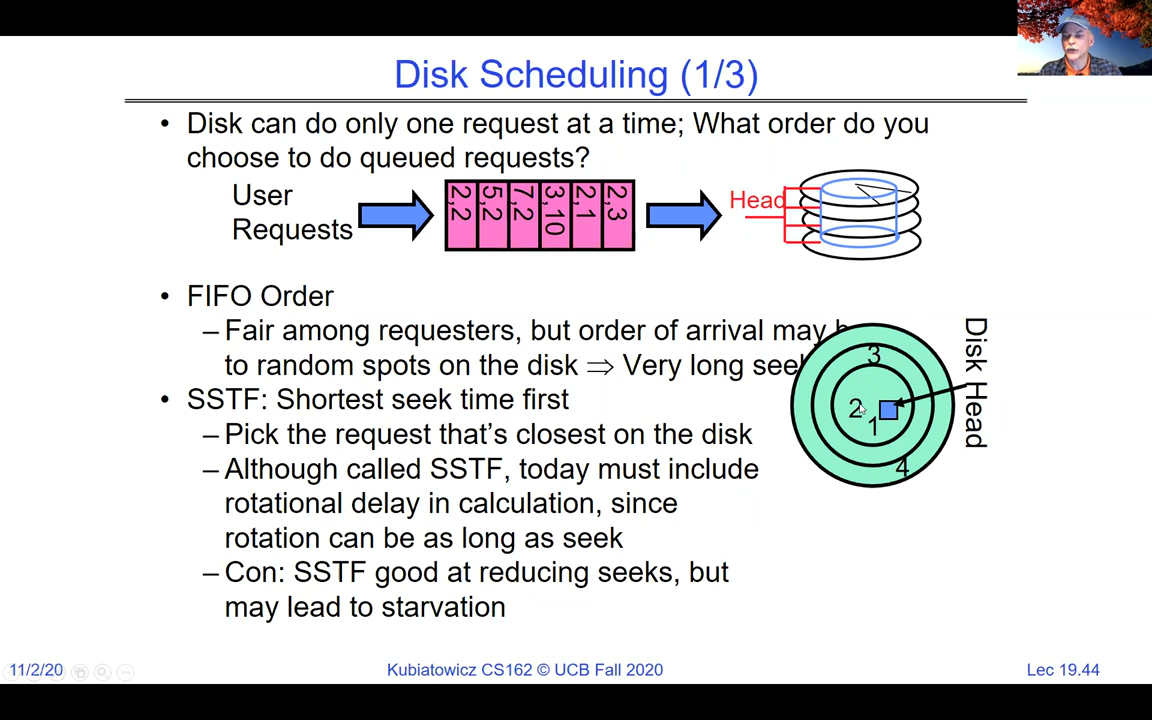 Disk Scheduling (1/3)
• Disk can do only one request at a time; What order do you
choose to do queued requests?
User
Requests
2,2
5,2
7,2
3,10
2,1
2,3
Head
• FIFO Order
– Fair among requesters, but order of arrival may
to random spots on the disk ⇒ Very long
• SSTF: Shortest seek time first
– Pick the request that's closest on the disk
– Although called SSTF, today must include
rotational delay in calculation, since
rotation can be as long as seek
– Con: SSTF good at reducing seeks, but
may lead to starvation
3
2
1
4
Disk Head
11/2/20
Kubiatowicz CS162 © UCB Fall 2020
Lec 19.44